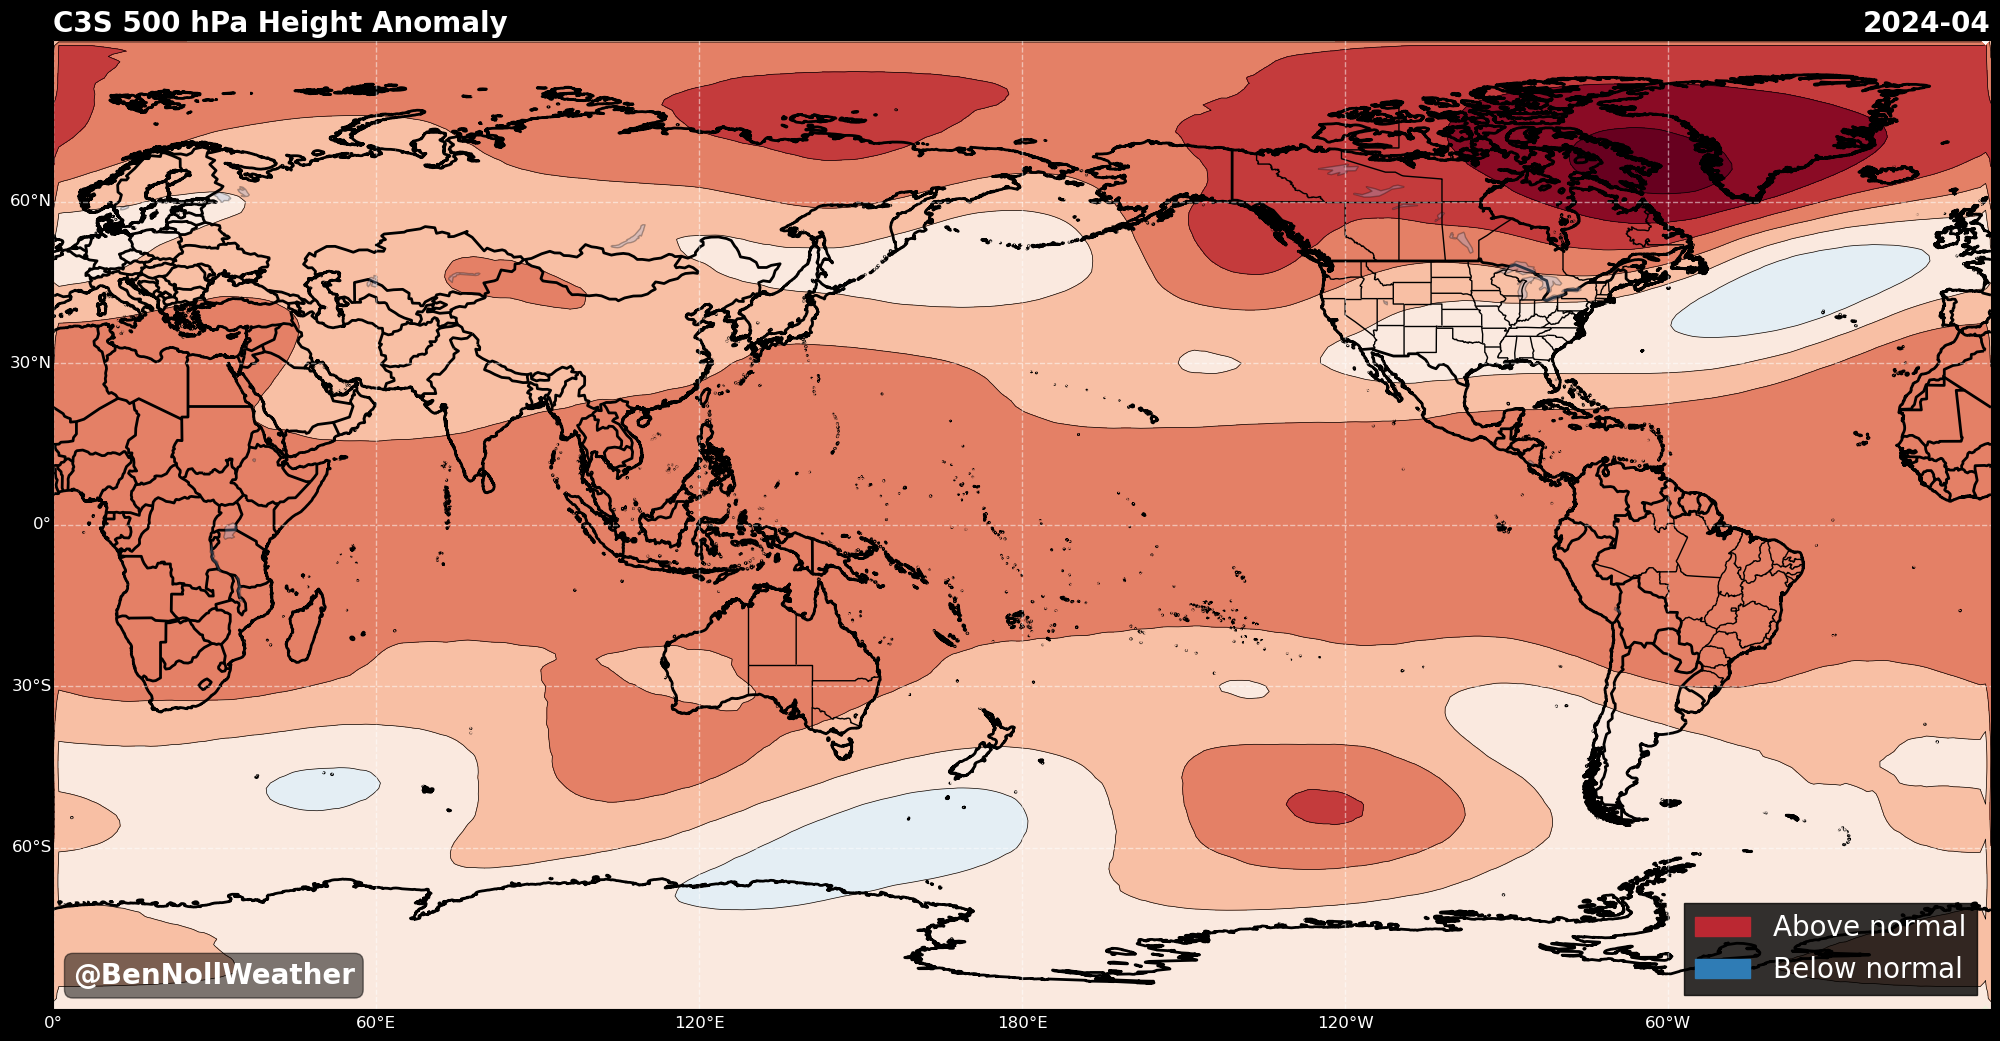 C3S 500 hPa Height Anomaly
2024-04
60°N
30°N
0°
30°S
60°S
0°
60°E
120°E
180°E
120°W
60°W
Above normal
Below normal
@BenNollWeather